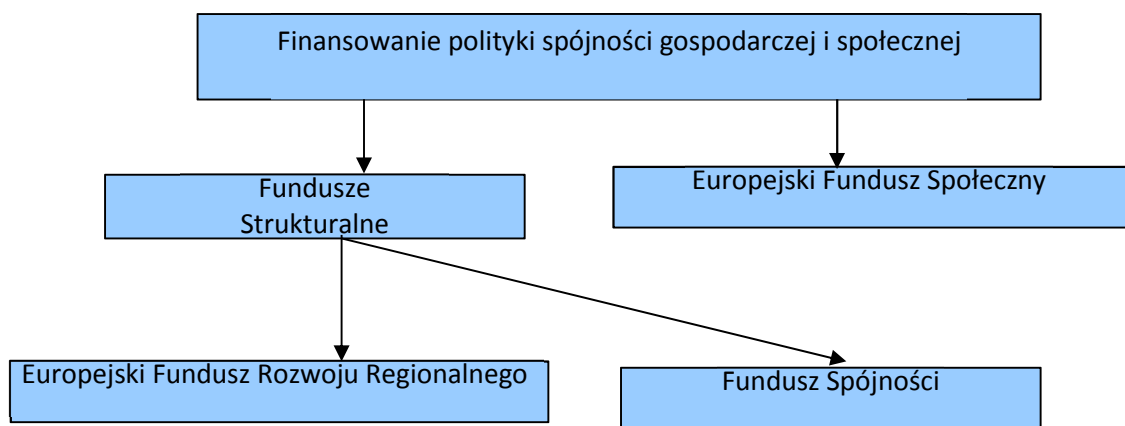 Finansowanie polityki spójności gospodarczej i społecznej
Fundusze
Strukturalne
Europejski Fundusz Społeczny
Europejski Fundusz Rozwoju Regionalnego
Fundusz Spójności